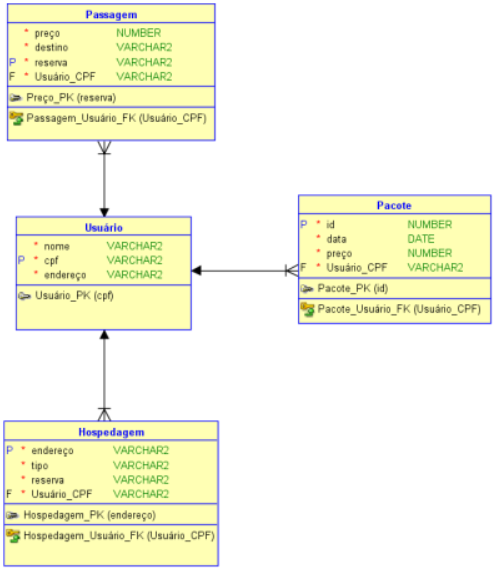 Passagem
* preço NUMBER
* destino VARCHAR2
P * reserva VARCHAR2
F * Usuário_CPF VARCHAR2
Preço_PK (reserva)
Passagem_Usuário_FK (Usuário_CPF)
Usuário
* nome VARCHAR2
P * cpf VARCHAR2
* endereço VARCHAR2
Usuário_PK (cpf)
Pacote
P * id NUMBER
* data DATE
* preço NUMBER
F * Usuário_CPF VARCHAR2
Pacote_PK (id)
Pacote_Usuário_FK (Usuário_CPF)
Hospedagem
P * endereço VARCHAR2
* tipo VARCHAR2
* reserva VARCHAR2
F * Usuário_CPF VARCHAR2
Hospedagem_PK (endereço)
Hospedagem_Usuário_FK (Usuário_CPF)